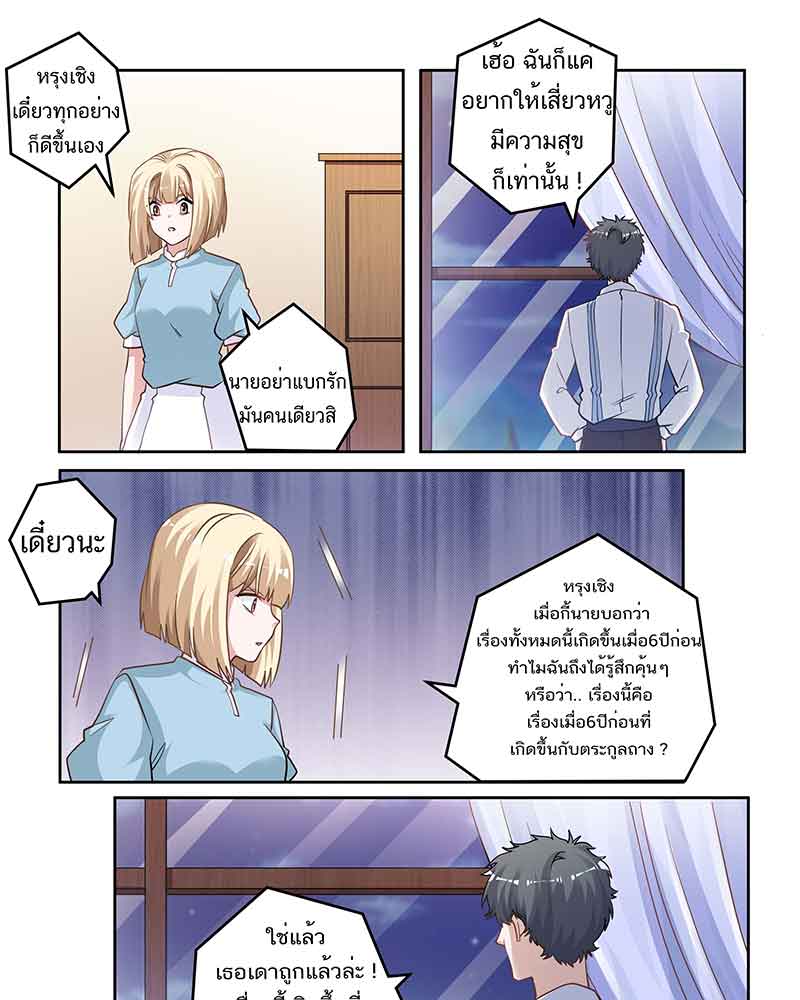 หรุงเชิง
เดี๋ยวทุกอย่าง
ก็ดีขึ้นเอง
นายอย่าแบกรัก
มันคนเดียวสิ
เฮ้อ ฉันก็แค่
อยากให้เสี่ยวหวู
มีความสุข
ก็เท่านั้น !
เดี๋ยวนะ
หรุงเชิง
เมื่อกี้นายบอกว่า
เรื่องทั้งหมดนี้เกิดขึ้นเมื่อ6ปีก่อน
ทำไมฉันถึงได้รู้สึกคุ้นๆ
หรือว่า.. เรื่องนี้คือ
เรื่องเมื่อ6ปีก่อนที่
เกิดขึ้นกับตระกูลถาง ?
ใช่แล้ว
เธอเดาถูกแล้วล่ะ !